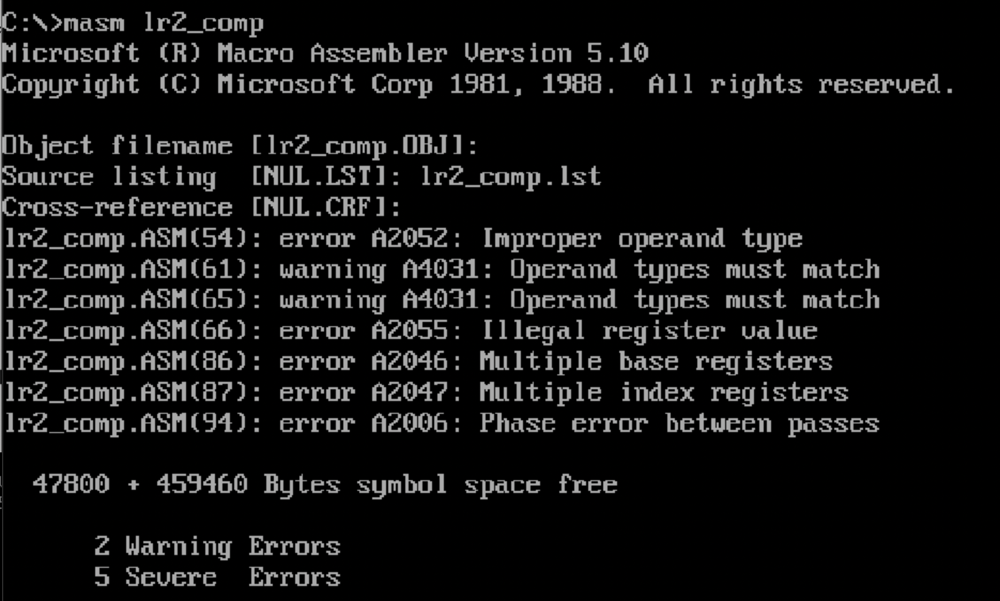 C:\>masm lr2_comp
Microsoft (R) Macro Assembler Version 5.10
Copyright (C) Microsoft Corp 1981, 1988.  All rights reserved.
Object filename [lr2_comp.OBJ]:
Source listing  [NUL.LST]: lr2_comp.lst
Cross-reference [NUL.CRF]:
lr2_comp.ASM(54): error A2052: Improper operand type
lr2_comp.ASM(61): warning A4031: Operand types must match
lr2_comp.ASM(65): warning A4031: Operand types must match
lr2_comp.ASM(66): error A2055: Illegal register value
lr2_comp.ASM(86): error A2046: Multiple base registers
lr2_comp.ASM(87): error A2047: Multiple index registers
lr2_comp.ASM(94): error A2006: Phase error between passes
47800 + 459460 Bytes symbol space free
2 Warning Errors
5 Severe  Errors